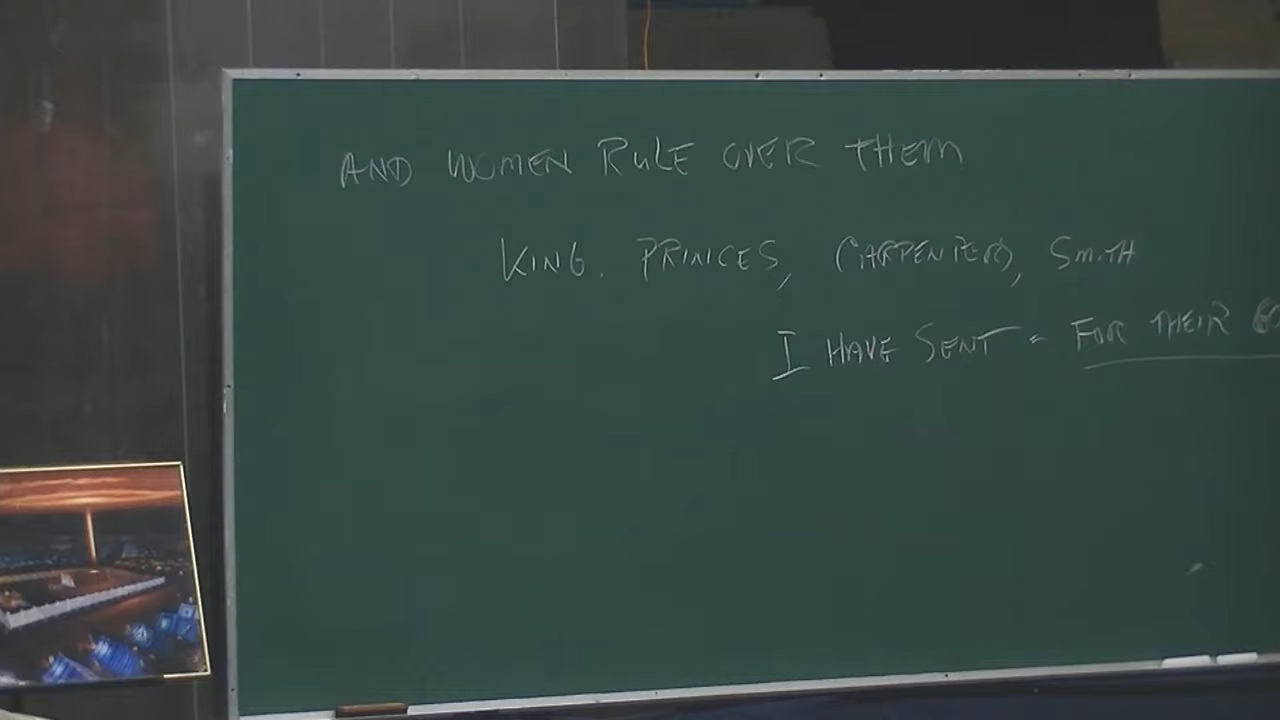 AND WOMEN RULE OVER THEM
KING. PRINCES, CARPENTERS, SMITH
I HAVE SENT = FOR THEIR